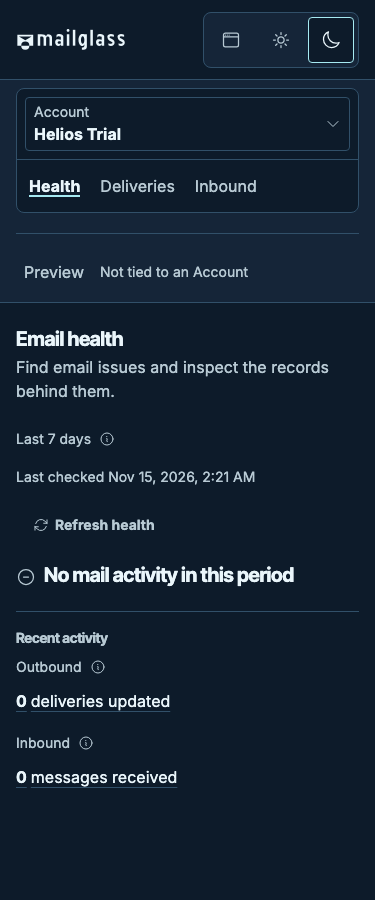 mailglass
Account
Helios Trial
Health Deliveries Inbound
Preview Not tied to an Account
Email health
Find email issues and inspect the records
behind them.
Last 7 days
Last checked Nov 15, 2026, 2:21 AM
Refresh health
No mail activity in this period
Recent activity
Outbound
0 deliveries updated
Inbound
0 messages received